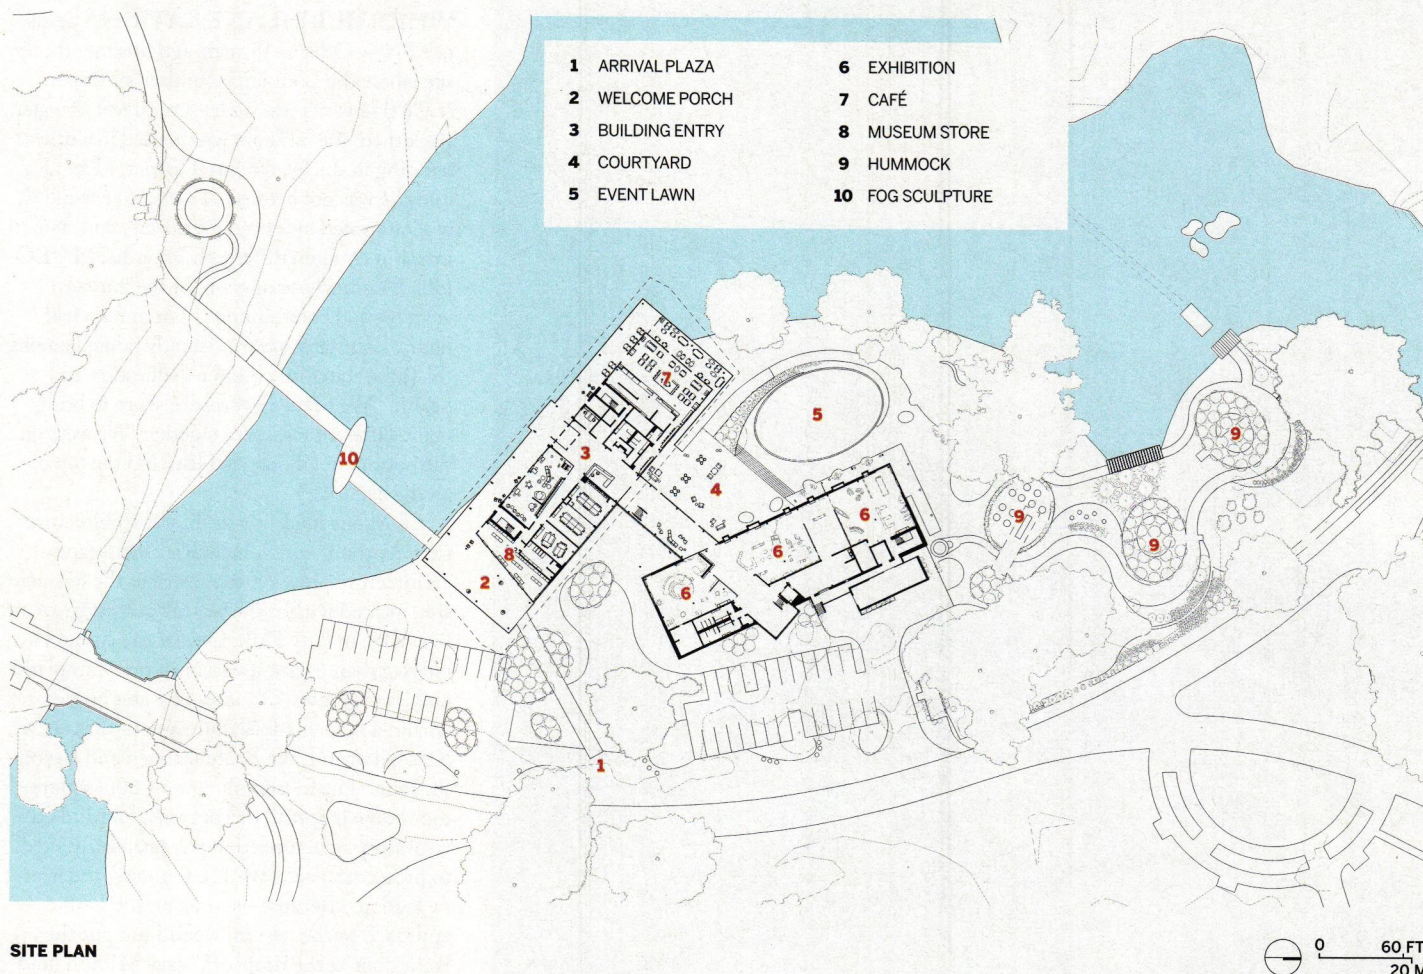 1 ARRIVAL PLAZA
2 WELCOME PORCH
3 BUILDING ENTRY
4 COURTYARD
5 EVENT LAWN
6 EXHIBITION
7 CAFÉ
8 MUSEUM STORE
9 HUMMOCK
10 FOG SCULPTURE
7
5
9
3
10
4
6
9
6
9
8
2
6
1
SITE PLAN
0 60 FT
20 M